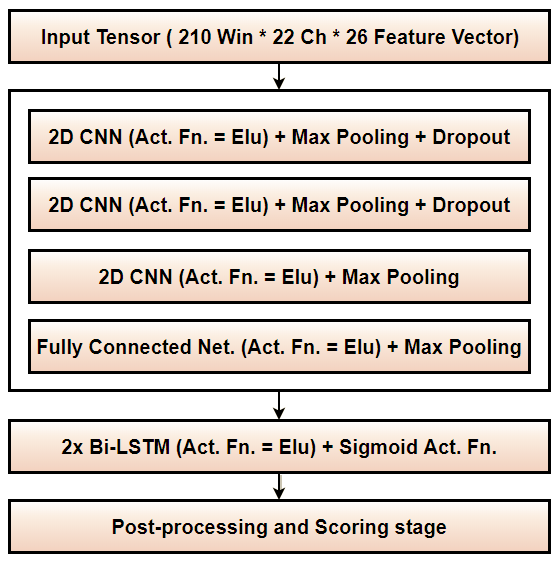 Input Tensor ( 210 Win * 22 Ch * 26 Feature Vector)
2D CNN (Act. Fn. = Elu) + Max Pooling + Dropout
2D CNN (Act. Fn. = Elu) + Max Pooling + Dropout
2D CNN (Act. Fn. = Elu) + Max Pooling
Fully Connected Net. (Act. Fn. = Elu) + Max Pooling
2x Bi-LSTM (Act. Fn. = Elu) + Sigmoid Act. Fn.
Post-processing and Scoring stage